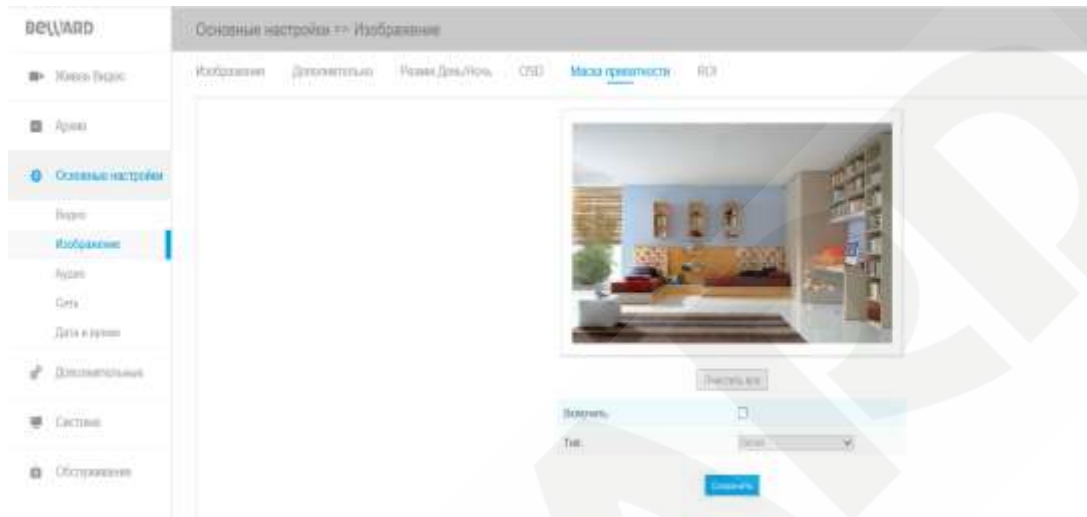 BEWARD
Основные настройки => Изображение
Живое Видео
Изображение Дополнительно Режим День/Ночь OSD Маска приватности ROI
Архив
Основные настройки
Видео
Изображение
Аудио
Сеть
Дата и время
Дополнительные
Система
Обслуживание
Очистить все
Включить:
Тип:
Сохранить